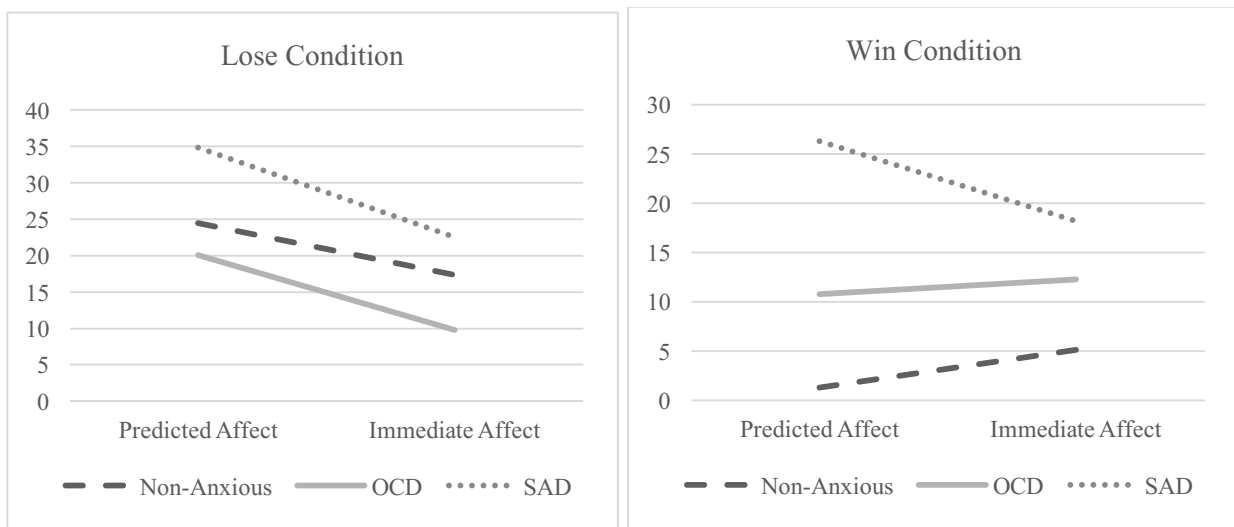 Lose Condition
40
35
30
25
20
15
10
5
0
Predicted Affect Immediate Affect
Non-Anxious OCD SAD
Win Condition
30
25
20
15
10
5
0
Predicted Affect Immediate Affect
Non-Anxious OCD SAD